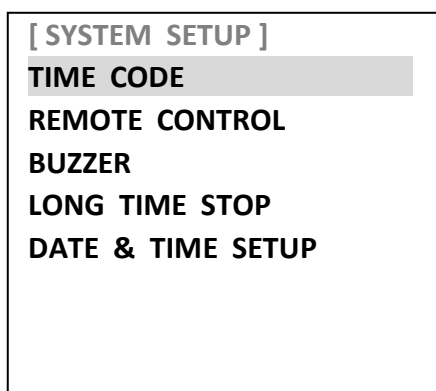 [ SYSTEM SETUP ]
TIME CODE
REMOTE CONTROL
BUZZER
LONG TIME STOP
DATE & TIME SETUP